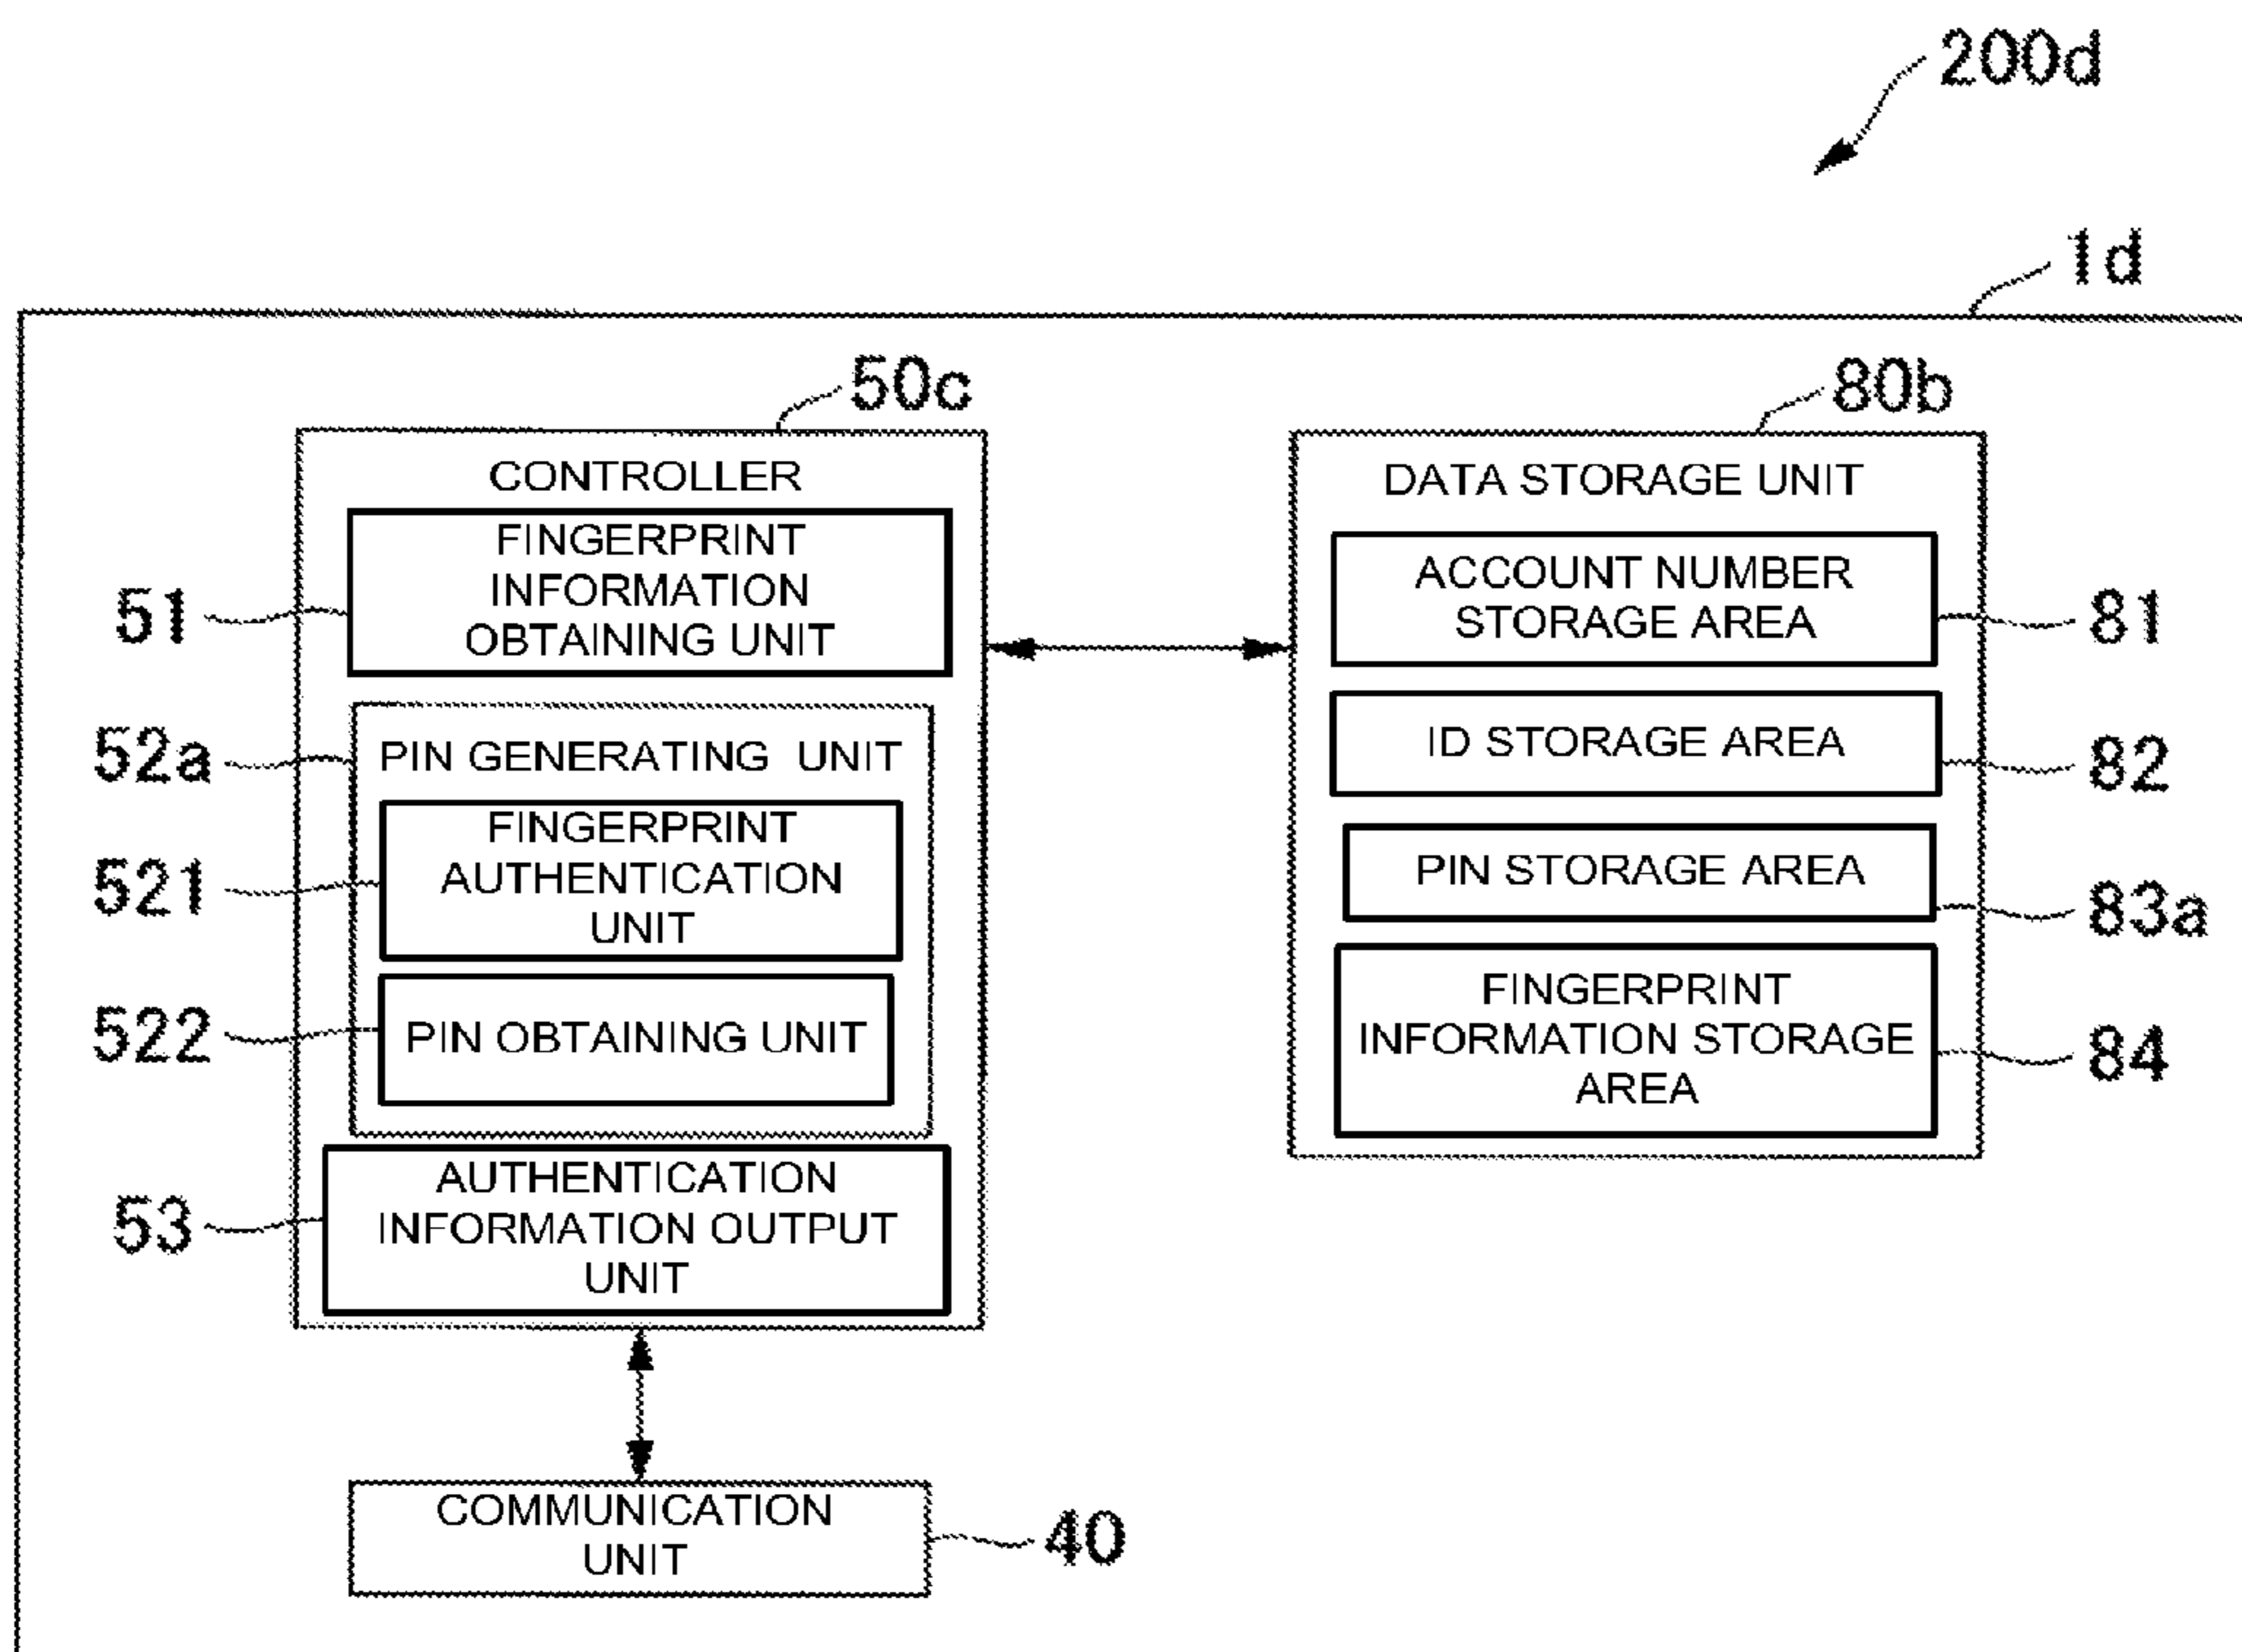 200d
1d
50c
CONTROLLER
FINGERPRINT
INFORMATION
OBTAINING UNIT
51
52a
PIN GENERATING UNIT
FINGERPRINT
AUTHENTICATION
UNIT
521
PIN OBTAINING UNIT
522
AUTHENTICATION
INFORMATION OUTPUT
UNIT
53
COMMUNICATION
UNIT
40
80b
DATA STORAGE UNIT
ACCOUNT NUMBER
STORAGE AREA
81
ID STORAGE AREA
82
PIN STORAGE AREA
83a
FINGERPRINT
INFORMATION STORAGE
AREA
84